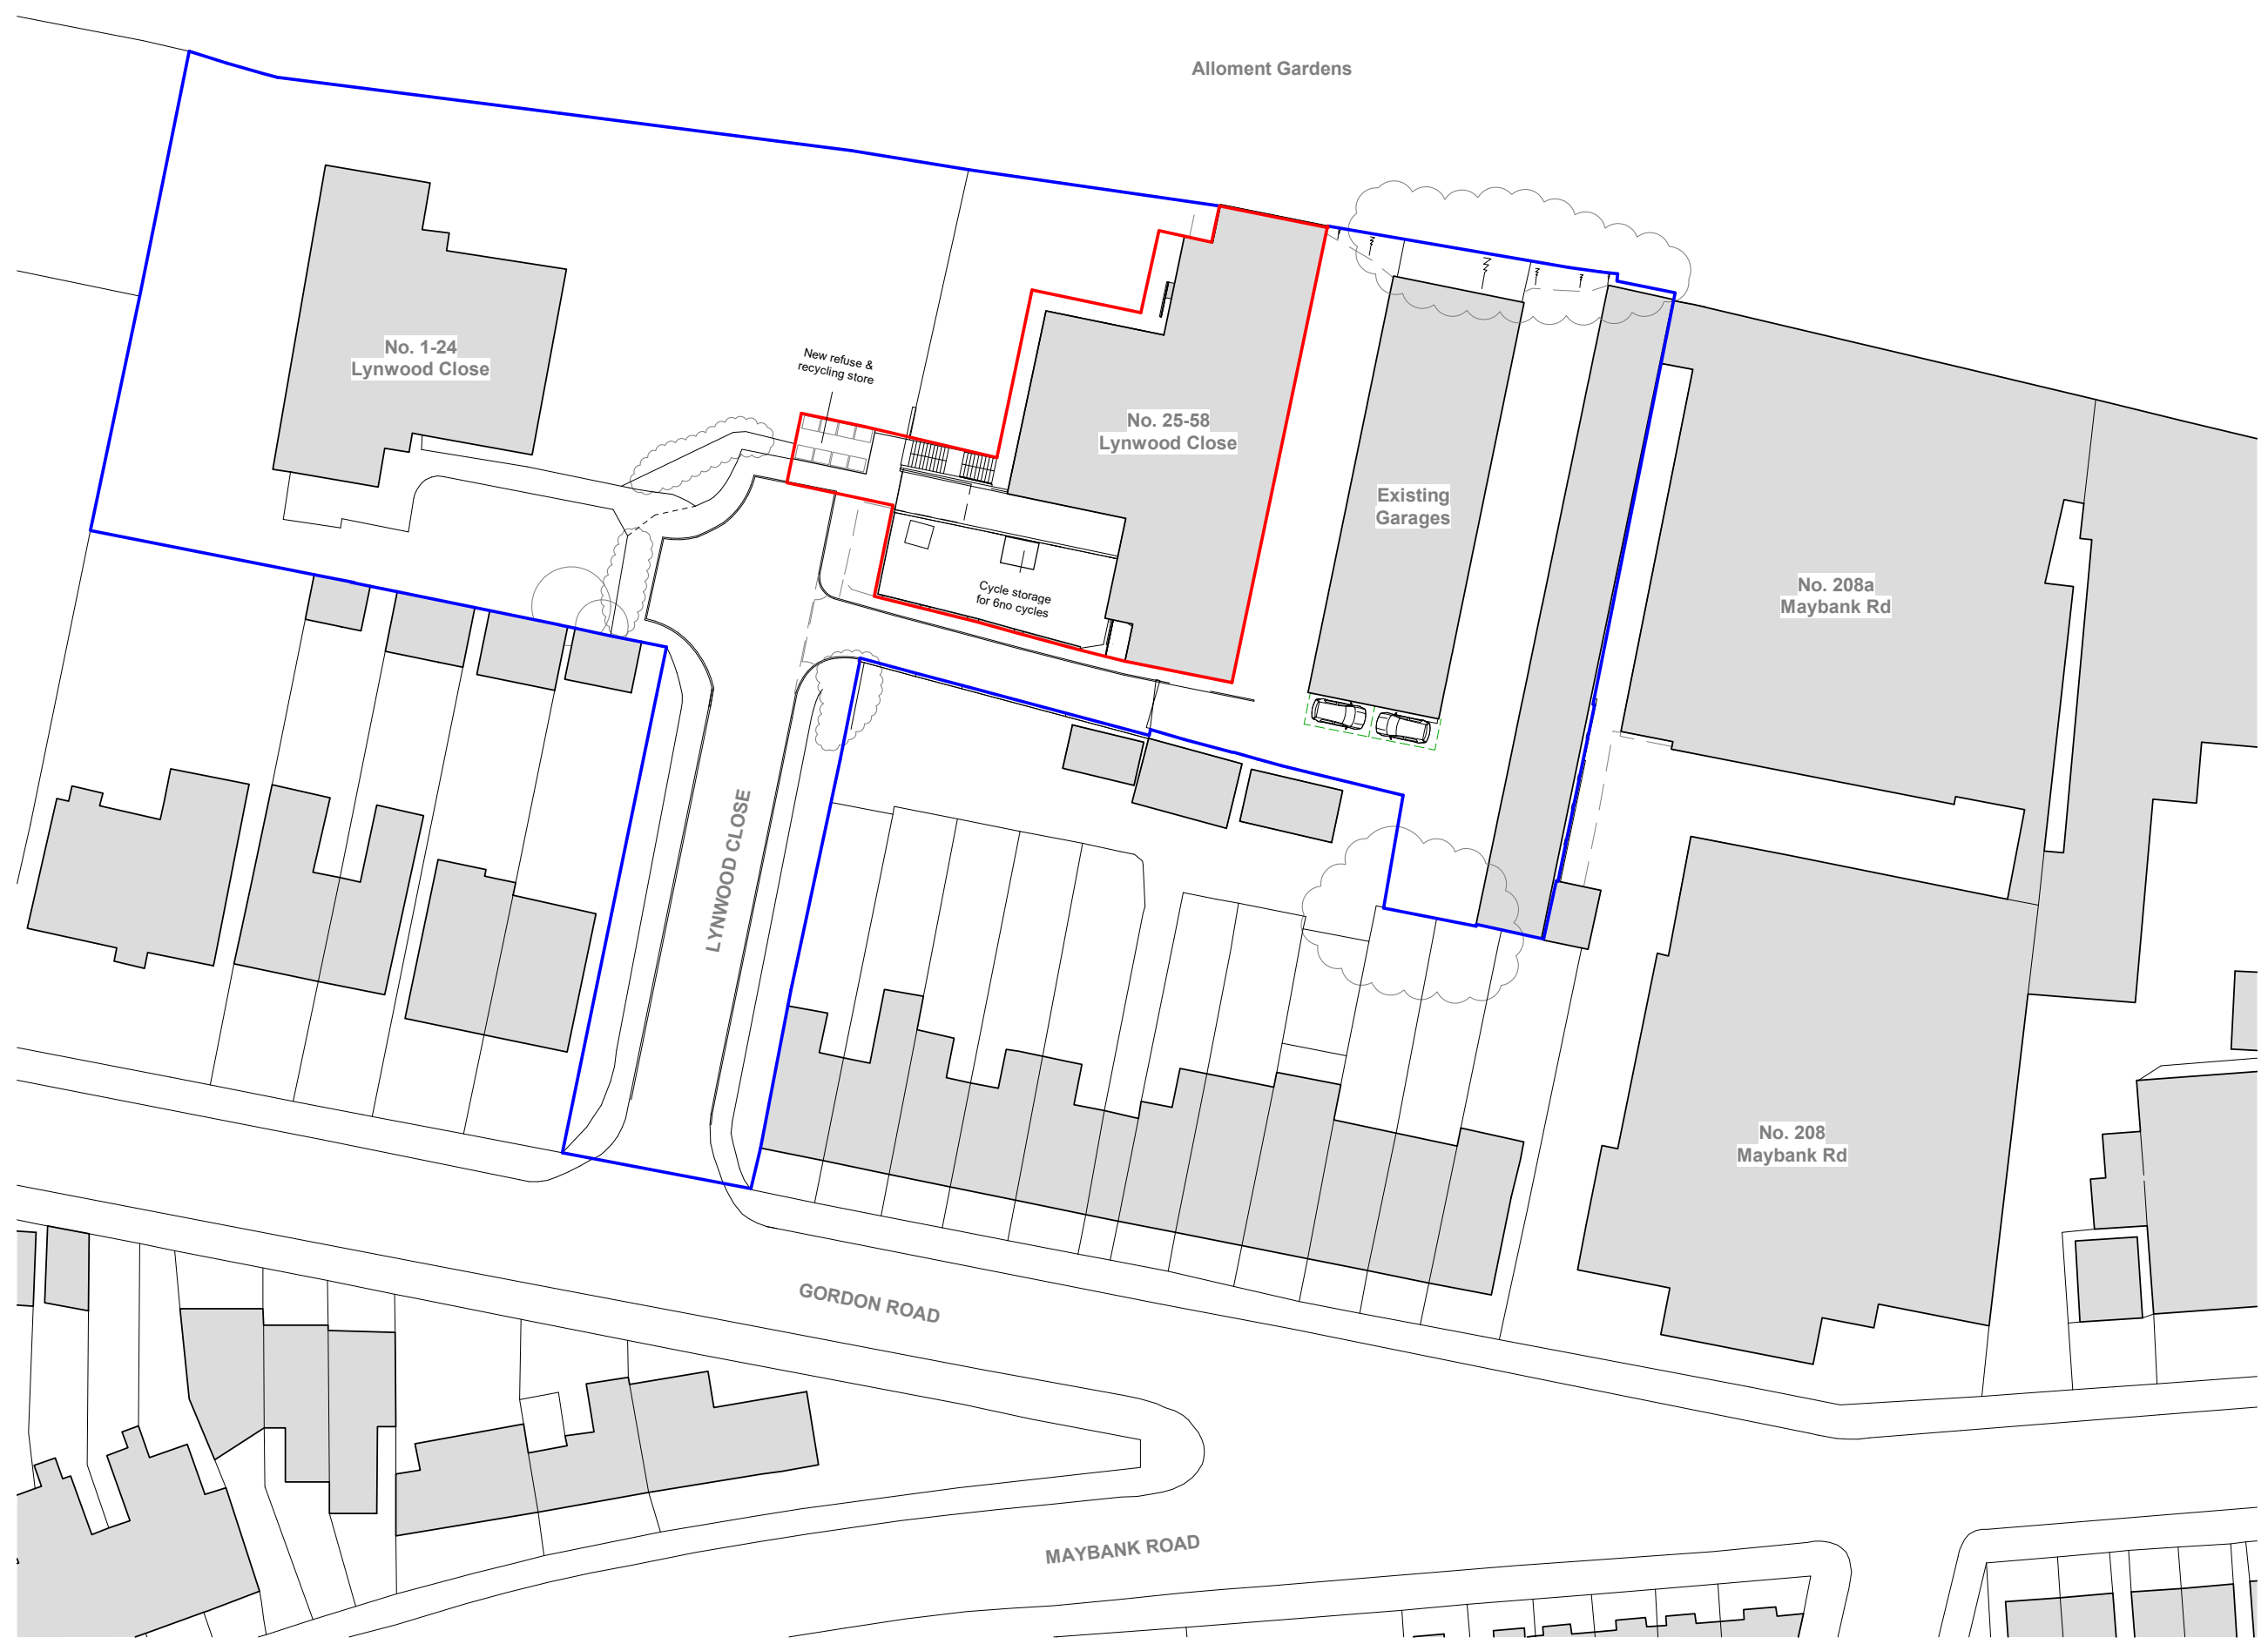 Alloment Gardens
No. 1-24
Lynwood Close
New refuse &
recycling store
No. 25-58
Lynwood Close
Existing
Garages
Cycle storage
for 6no cycles
No. 208a
Maybank Rd
LYNWOOD CLOSE
No. 208
Maybank Rd
GORDON ROAD
MAYBANK ROAD